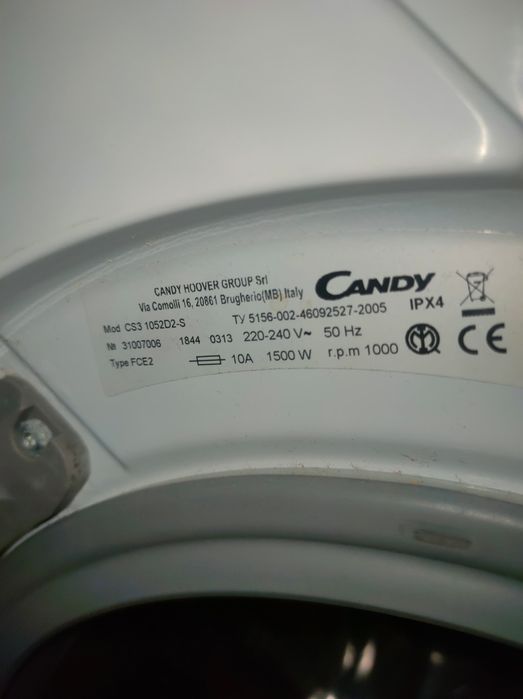 CANDY HOOVER GROUP Srl
Via Comolli 16, 20861 Brugherio(MB) Italy
CANDY
Mod CS3 1052D2-S
ТУ 5156-002-46092527-2005
IPX4
№ 31007006 1844 0313 220-240 V~ 50 Hz
Type FCE2 10A 1500 W r.p.m 1000
CE